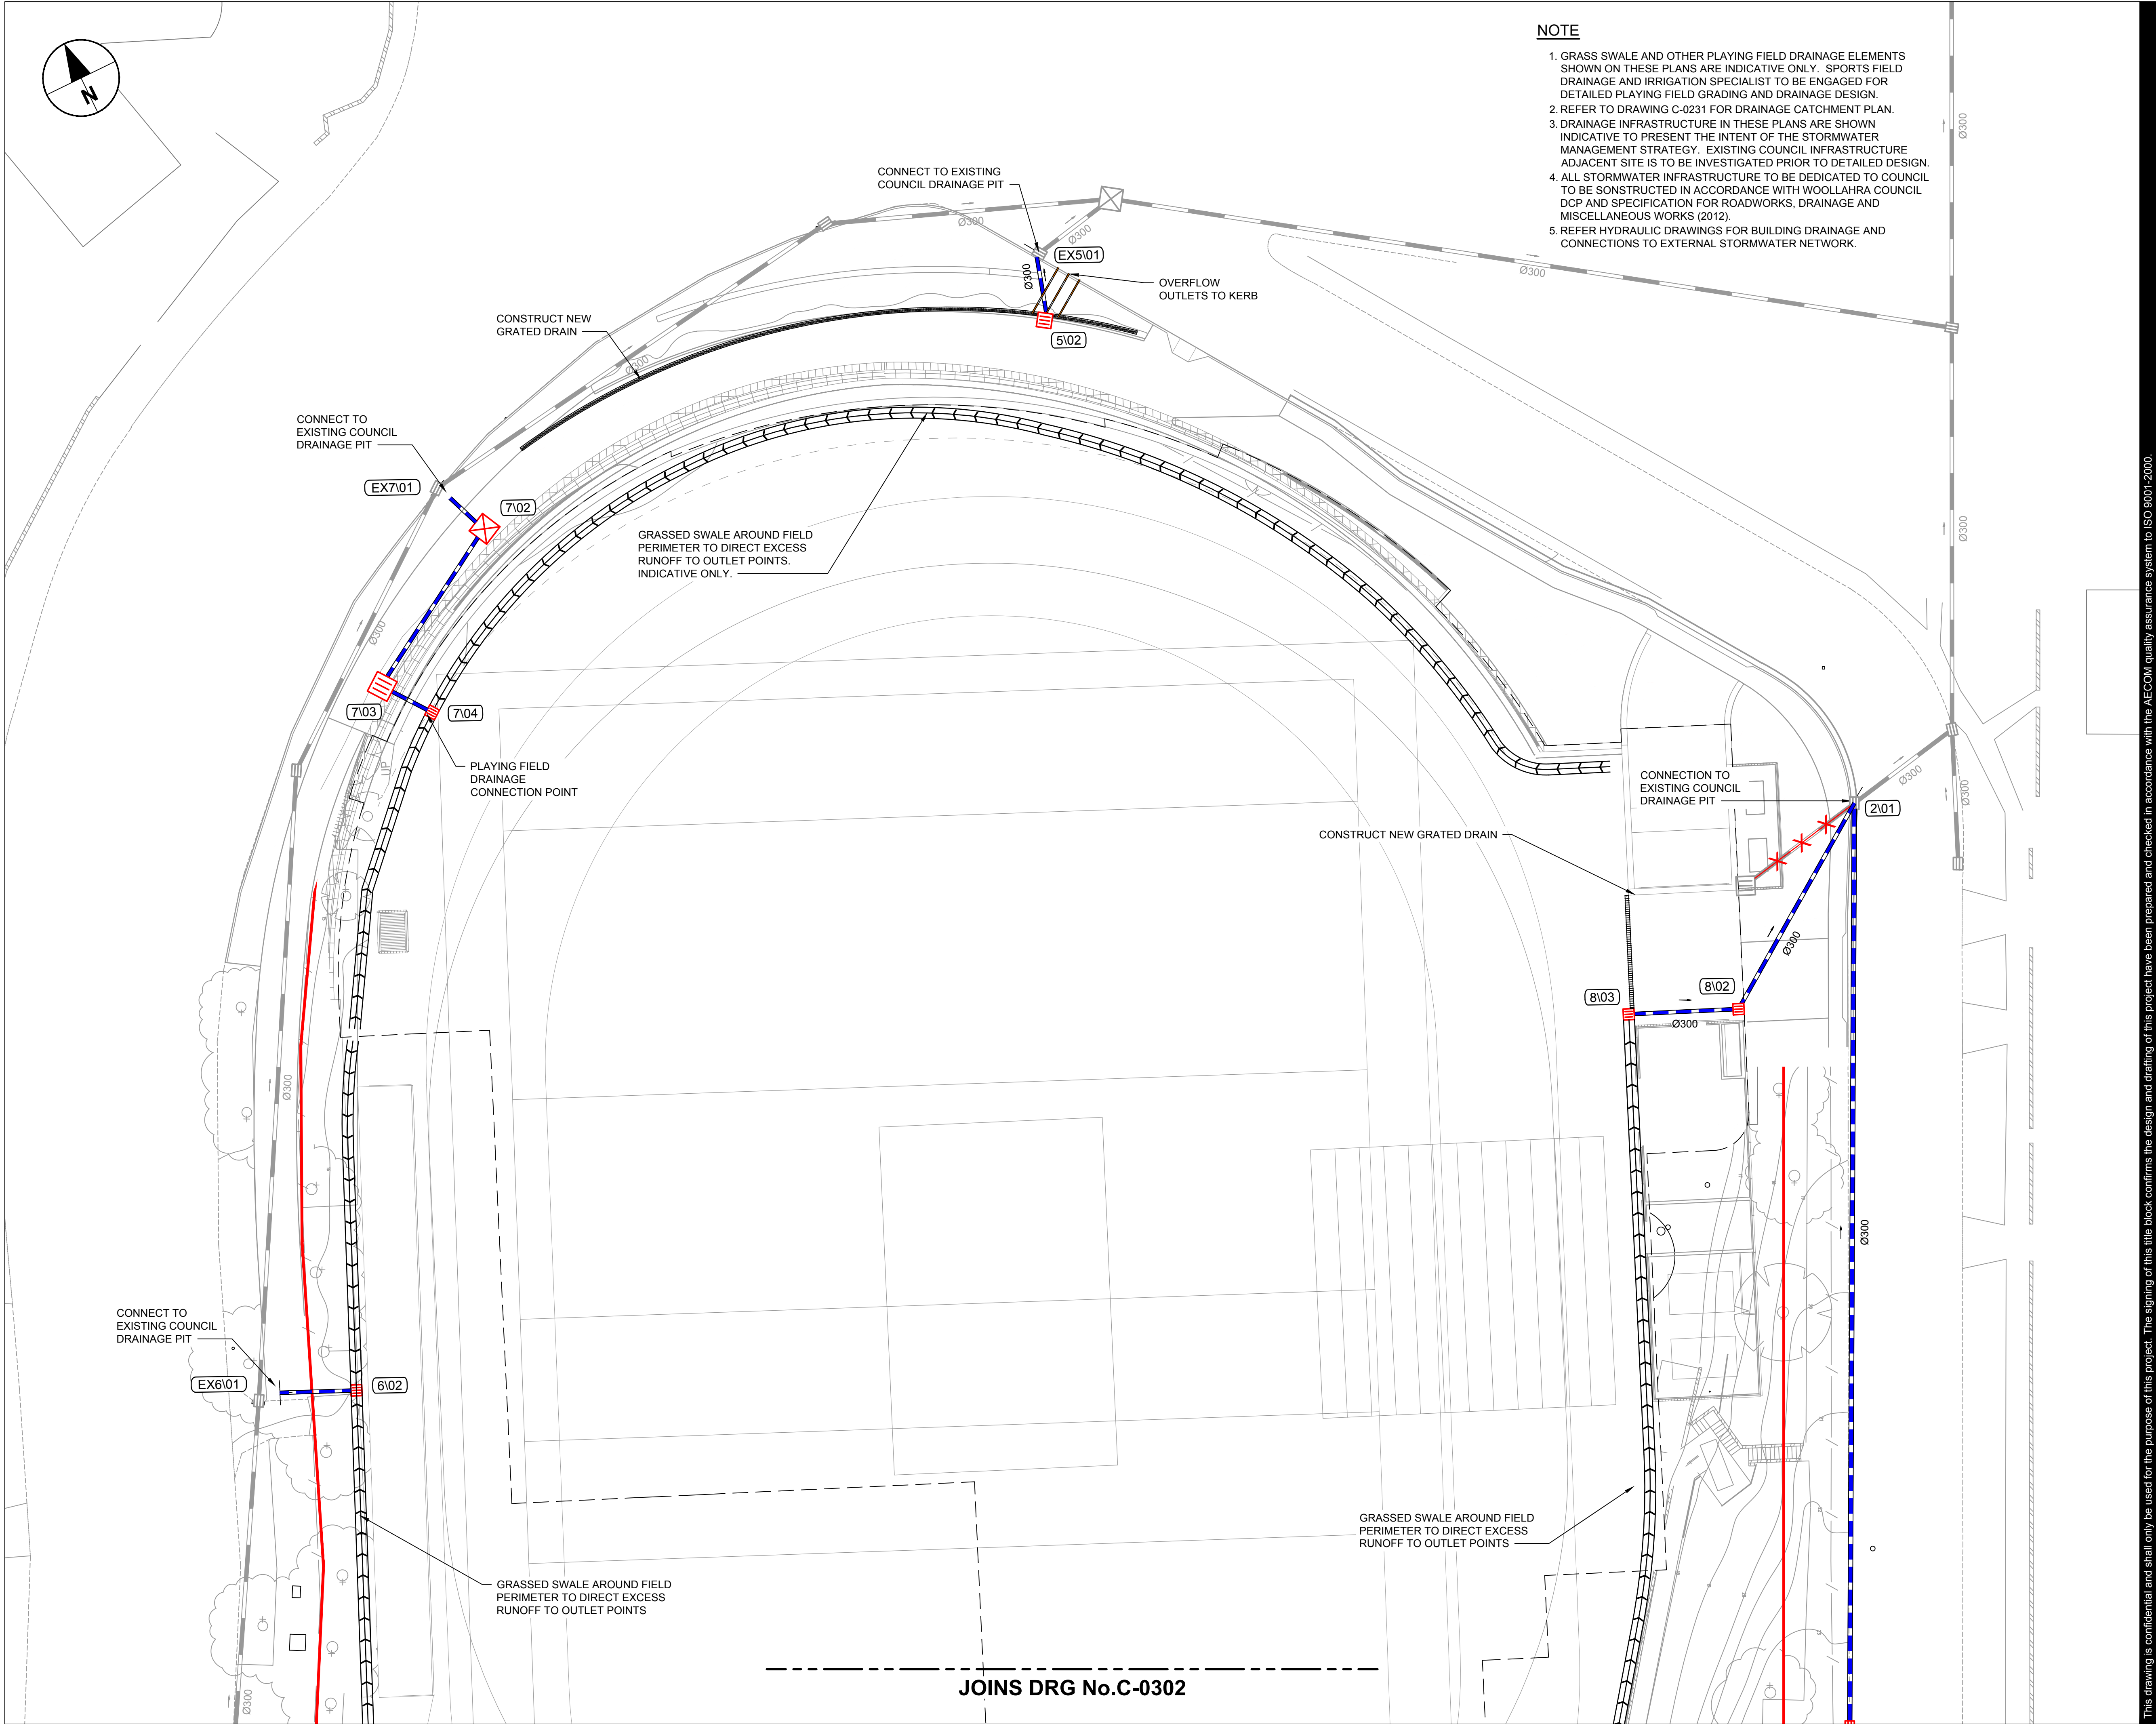 NOTE
1. GRASS SWALE AND OTHER PLAYING FIELD DRAINAGE ELEMENTS
SHOWN ON THESE PLANS ARE INDICATIVE ONLY. SPORTS FIELD
DRAINAGE AND IRRIGATION SPECIALIST TO BE ENGAGED FOR
DETAILED PLAYING FIELD GRADING AND DRAINAGE DESIGN.
2. REFER TO DRAWING C-0231 FOR DRAINAGE CATCHMENT PLAN.
3. DRAINAGE INFRASTRUCTURE IN THESE PLANS ARE SHOWN
INDICATIVE TO PRESENT THE INTENT OF THE STORMWATER
MANAGEMENT STRATEGY. EXISTING COUNCIL INFRASTRUCTURE
ADJACENT SITE IS TO BE INVESTIGATED PRIOR TO DETAILED DESIGN.
4. ALL STORMWATER INFRASTRUCTURE TO BE DEDICATED TO COUNCIL
TO BE SONSTRUCTED IN ACCORDANCE WITH WOOLLAHRA COUNCIL
DCP AND SPECIFICATION FOR ROADWORKS, DRAINAGE AND
MISCELLANEOUS WORKS (2012).
5. REFER HYDRAULIC DRAWINGS FOR BUILDING DRAINAGE AND
CONNECTIONS TO EXTERNAL STORMWATER NETWORK.
N
Ø300
CONNECT TO EXISTING
COUNCIL DRAINAGE PIT
Ø300
Ø300
EX5\01
Ø300
Ø300
OVERFLOW
OUTLETS TO KERB
CONSTRUCT NEW
GRATED DRAIN
5\02
Ø300
CONNECT TO
EXISTING COUNCIL
DRAINAGE PIT
EX7\01
7\02
GRASSED SWALE AROUND FIELD
PERIMETER TO DIRECT EXCESS
RUNOFF TO OUTLET POINTS.
INDICATIVE ONLY.
Ø300
Ø300
7\03
7\04
UP
PLAYING FIELD
DRAINAGE
CONNECTION POINT
CONNECTION TO
EXISTING COUNCIL
DRAINAGE PIT
Ø300
Ø300
2\01
CONSTRUCT NEW GRATED DRAIN
Ø300
8\02
8\03
Ø300
Ø300
Ø300
CONNECT TO
EXISTING COUNCIL
DRAINAGE PIT
EX6\01
6\02
GRASSED SWALE AROUND FIELD
PERIMETER TO DIRECT EXCESS
RUNOFF TO OUTLET POINTS
GRASSED SWALE AROUND FIELD
PERIMETER TO DIRECT EXCESS
RUNOFF TO OUTLET POINTS
Ø300
JOINS DRG No.C-0302
This drawing is confidential and shall only be used for the purpose of this project. The signing of this title block confirms the design and drafting of this project have been prepared and checked in accordance with the AECOM quality assurance system to ISO 9001-2000.